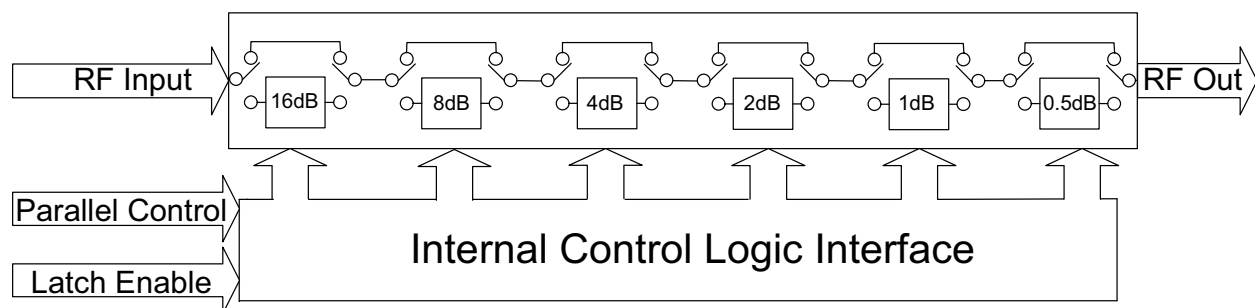 RF Input
16dB
8dB
4dB
2dB
1dB
0.5dB
RF Out
Parallel Control
Internal Control Logic Interface
Latch Enable